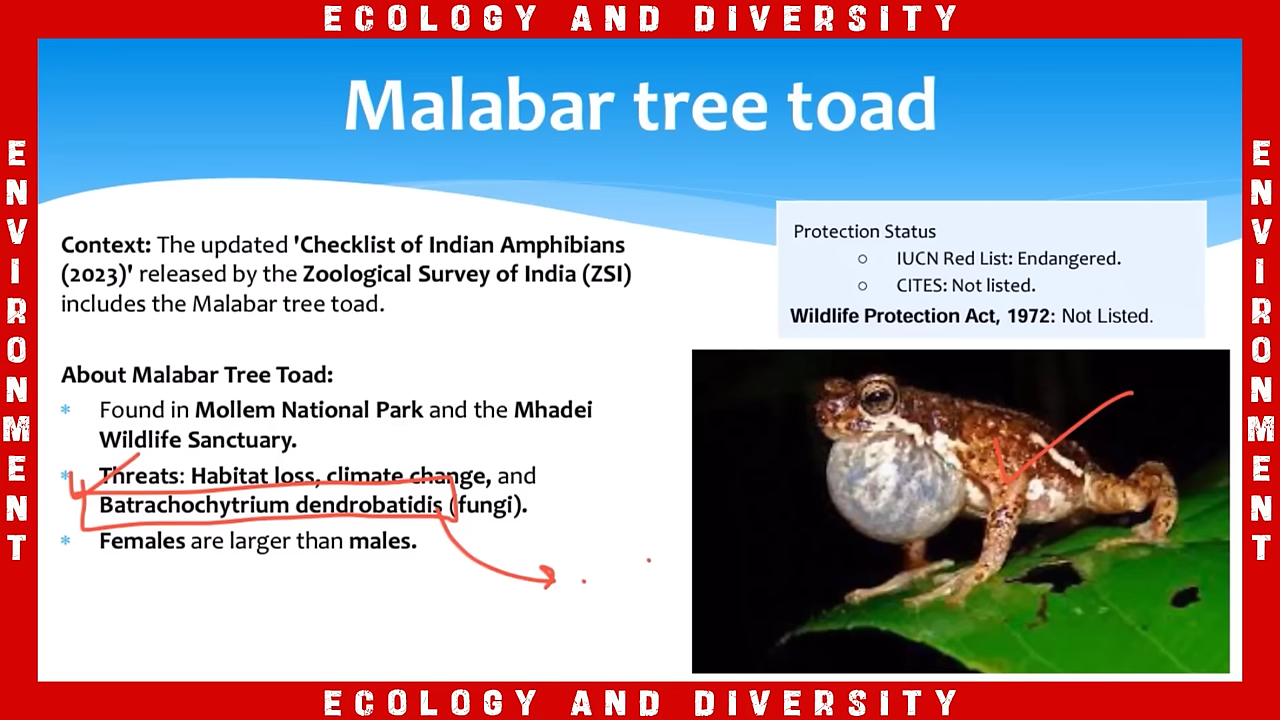 ECOLOGY AND DIVERSITY
ENVIRONMENT
ENVIRONMENT
Malabar tree toad
Context: The updated 'Checklist of Indian Amphibians
(2023)' released by the Zoological Survey of India (ZSI)
includes the Malabar tree toad.
Protection Status
IUCN Red List: Endangered.
CITES: Not listed.
Wildlife Protection Act, 1972: Not Listed.
About Malabar Tree Toad:
Found in Mollem National Park and the Mhadei
Wildlife Sanctuary.
Threats: Habitat loss, climate change, and
Batrachochytrium dendrobatidis (fungi).
Females are larger than males.
ECOLOGY AND DIVERSITY